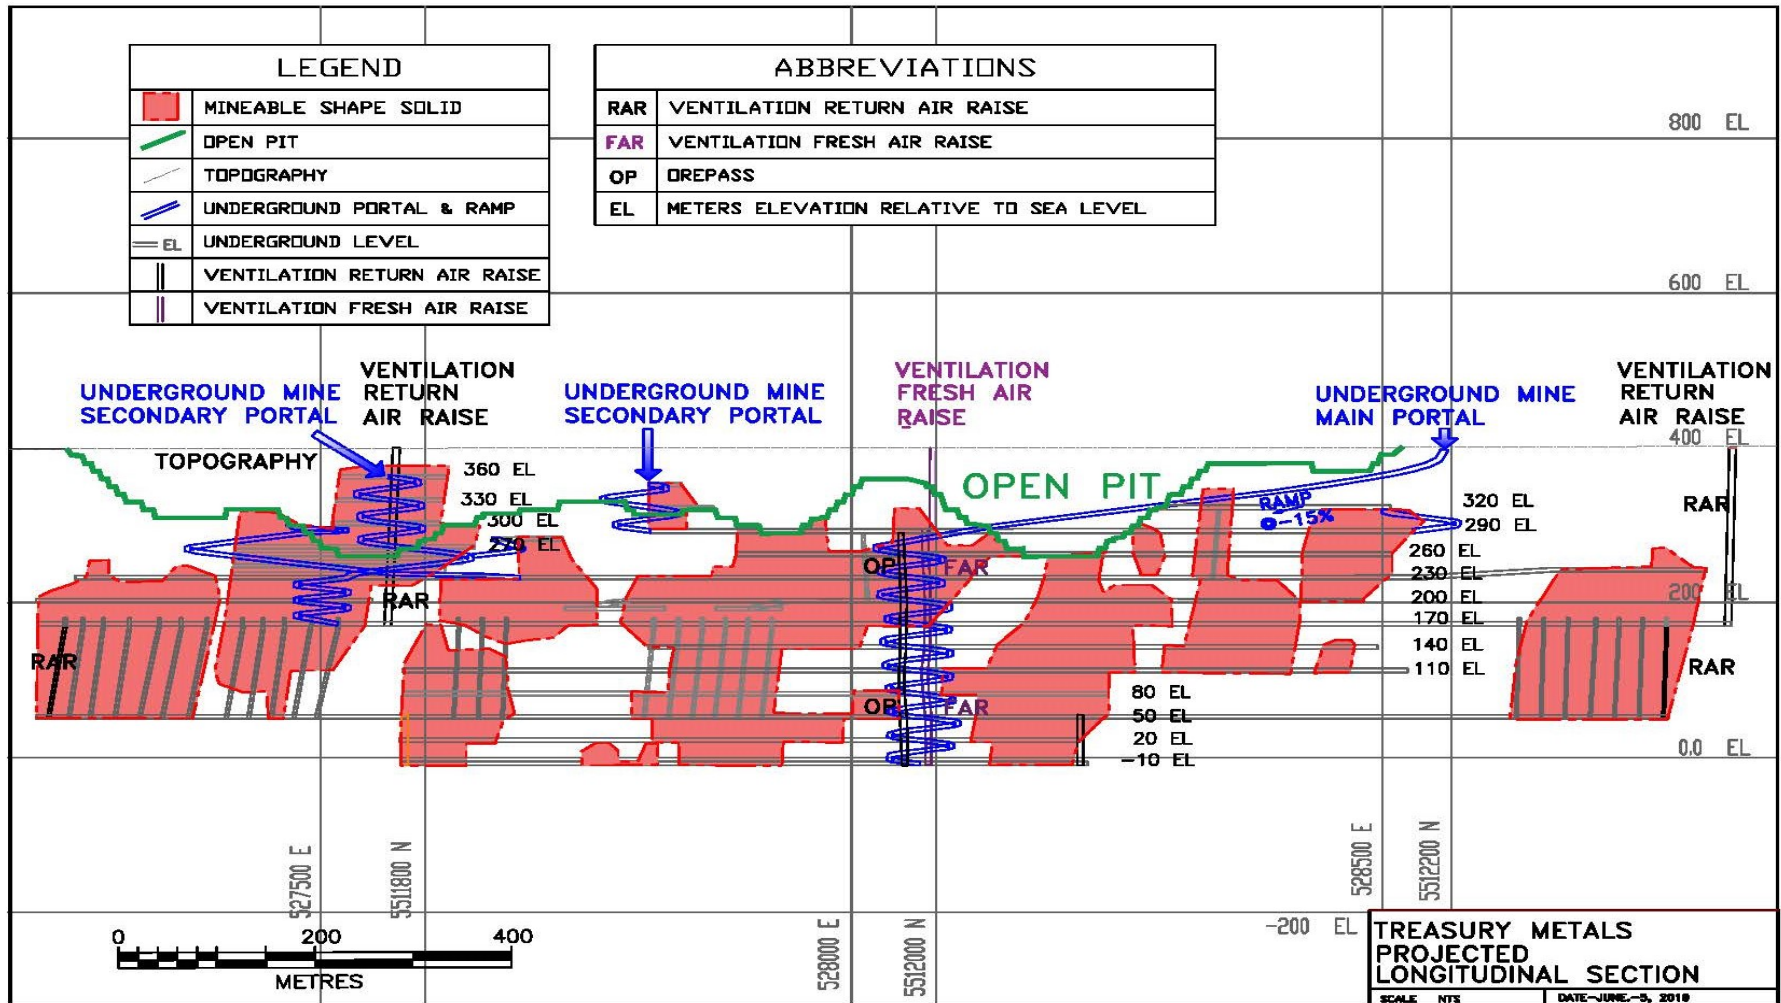 LEGEND
MINEABLE SHAPE SOLID
OPEN PIT
TOPOGRAPHY
UNDERGROUND PORTAL & RAMP
EL UNDERGROUND LEVEL
VENTILATION RETURN AIR RAISE
VENTILATION FRESH AIR RAISE
ABBREVIATIONS
RAR VENTILATION RETURN AIR RAISE
FAR VENTILATION FRESH AIR RAISE
OP OREPASS
EL METERS ELEVATION RELATIVE TO SEA LEVEL
800 EL
600 EL
UNDERGROUND MINE
SECONDARY PORTAL
VENTILATION
RETURN
AIR RAISE
UNDERGROUND MINE
SECONDARY PORTAL
VENTILATION
FRESH AIR
RAISE
UNDERGROUND MINE
MAIN PORTAL
VENTILATION
RETURN
AIR RAISE
400 EL
TOPOGRAPHY
360 EL
330 EL
300 EL
270 EL
OPEN PIT
RAMP
@-15%
320 EL
290 EL
260 EL
230 EL
200 EL
170 EL
140 EL
110 EL
80 EL
50 EL
20 EL
-10 EL
RAR
200 EL
RAR
OP
FAR
RAR
RAR
OP
FAR
0.0 EL
527500 E
5511800 N
528000 E
5512000 N
528500 E
5512200 N
-200 EL
0 200 400
METRES
TREASURY METALS
PROJECTED
LONGITUDINAL SECTION
SCALE NTS
DATE-JUNE.-5, 2019